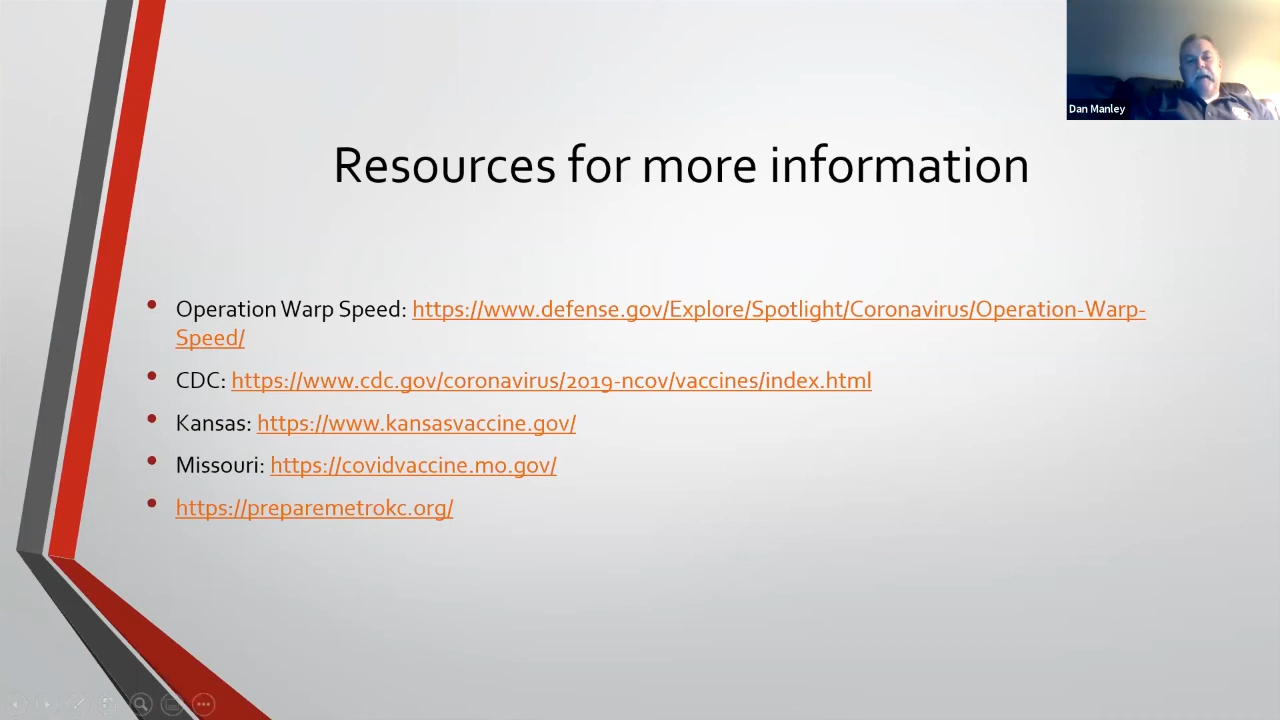 Dan Manley
Resources for more information
Operation Warp Speed: https://www.defense.gov/Explore/Spotlight/Coronavirus/Operation-Warp-
Speed/
CDC: https://www.cdc.gov/coronavirus/2019-ncov/vaccines/index.html
Kansas: https://www.kansasvaccine.gov/
Missouri: https://covidvaccine.mo.gov/
https://preparemetrokc.org/